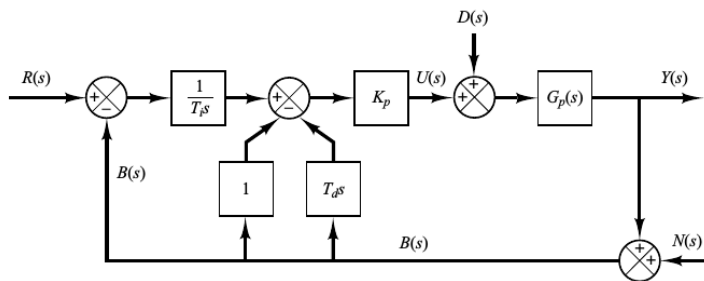 D(s)
R(s)
+
−
1
T_i s
+
−
K_p
U(s)
+
+
G_p(s)
Y(s)
B(s)
1
T_d s
B(s)
+
+
N(s)